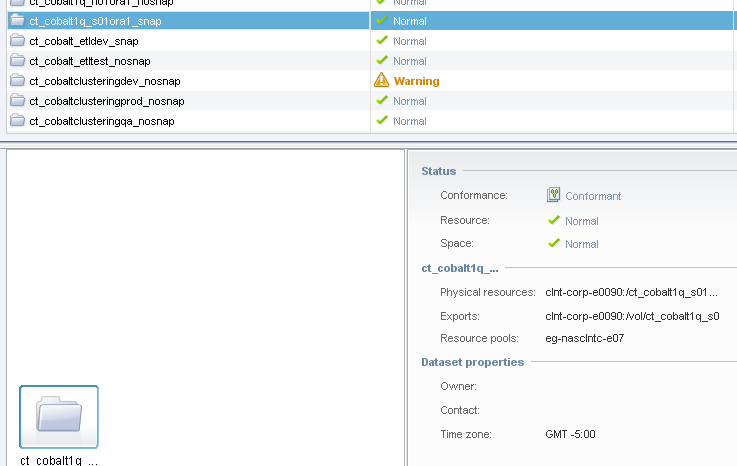 ct_cobalt1q_n01ora1_nosnap Normal
ct_cobalt1q_s01ora1_snap Normal
ct_cobalt_etldev_snap Normal
ct_cobalt_etltest_nosnap Normal
ct_cobaltclusteringdev_nosnap Warning
ct_cobaltclusteringprod_nosnap Normal
ct_cobaltclusteringqa_nosnap Normal
Status
Conformance: Conformant
Resource: Normal
Space: Normal
ct_cobalt1q_...
Physical resources: clnt-corp-e0090:/ct_cobalt1q_s01...
Exports: clnt-corp-e0090:/vol/ct_cobalt1q_s0
Resource pools: eg-nasclntc-e07
Dataset properties
Owner:
Contact:
Time zone: GMT -5:00
ct_cobalt1q_...